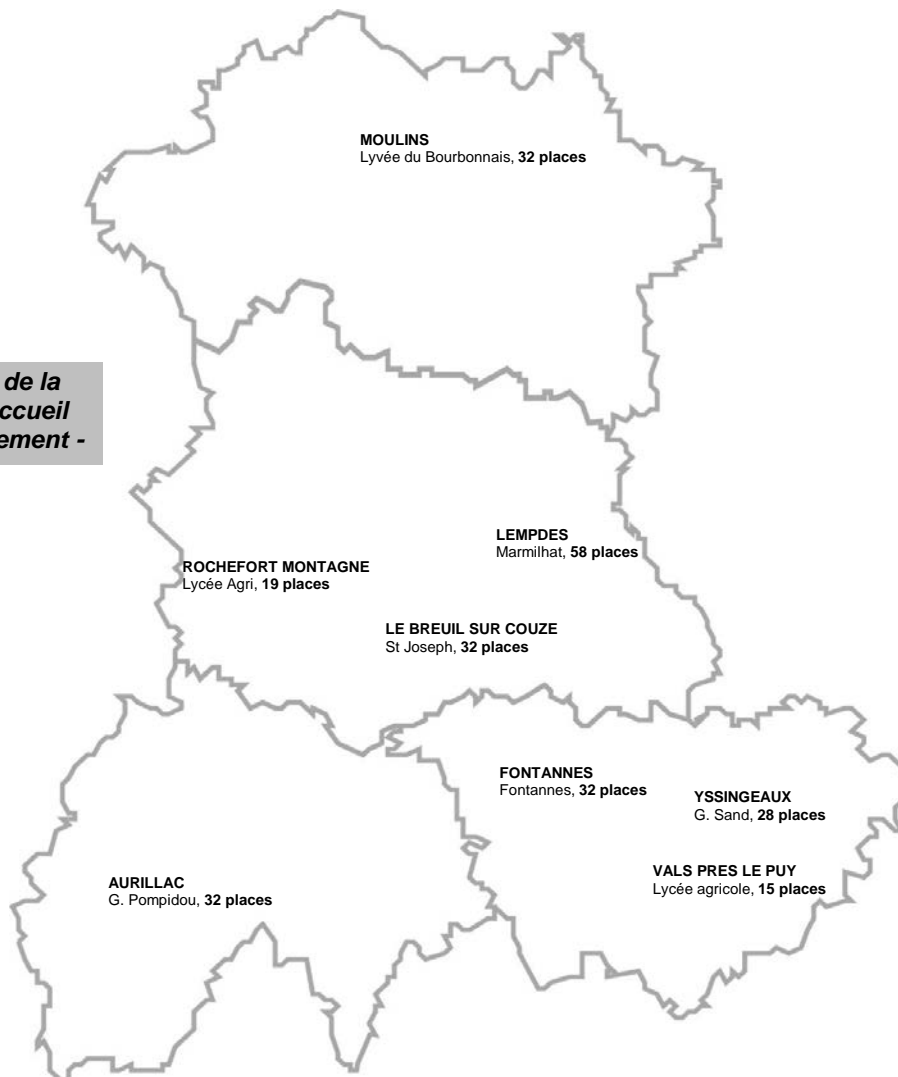 MOULINS
Lyvée du Bourbonnais, 32 places
de la
ccueil
ement -
LEMPDES
Marmilhat, 58 places
ROCHEFORT MONTAGNE
Lycée Agri, 19 places
LE BREUIL SUR COUZE
St Joseph, 32 places
FONTANNES
Fontannes, 32 places
YSSINGEAUX
G. Sand, 28 places
VALS PRES LE PUY
Lycée agricole, 15 places
AURILLAC
G. Pompidou, 32 places